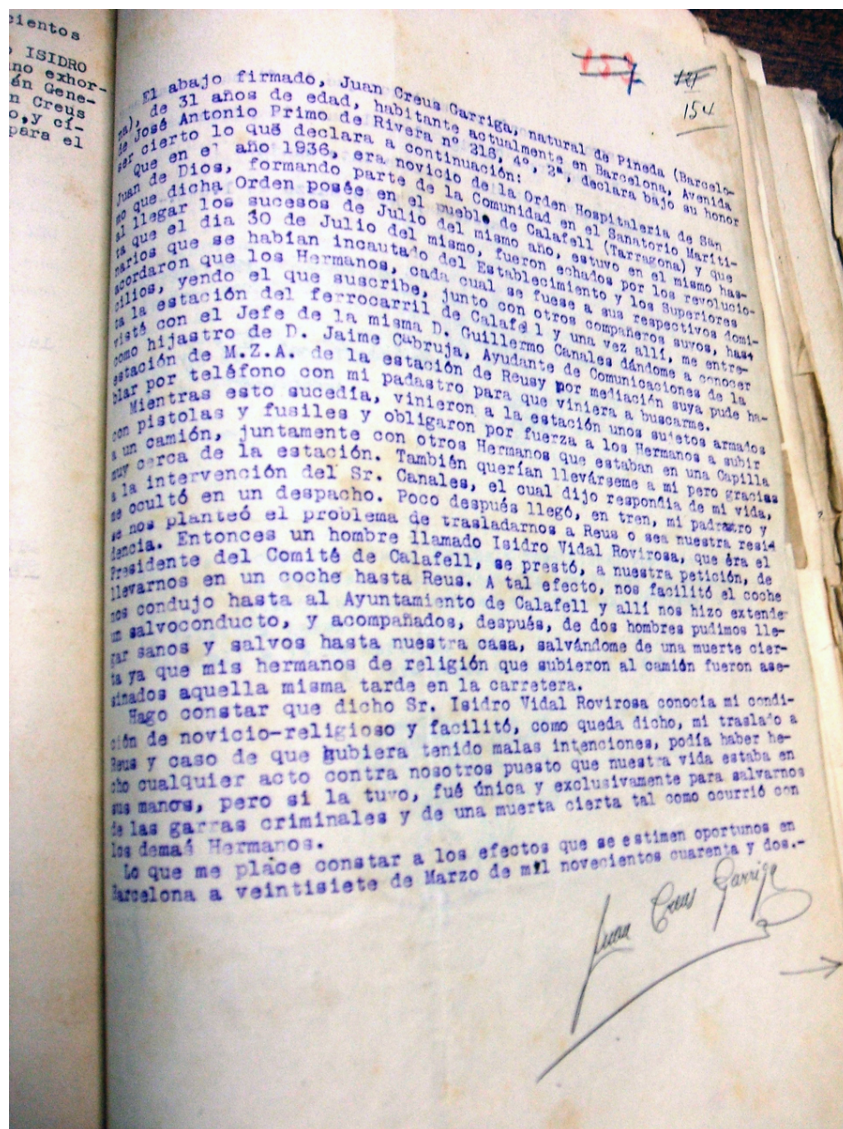 cientos
ISIDRO
no exhor-
án Gene-
n Creus
o,y cí-
para el
157
154
El abajo firmado, Juan Creus Garriga, natural de Pineda (Barcelo-
na), de 31 años de edad, habitante actualmente en Barcelona, Avenida
de José Antonio Primo de Rivera nº 218, 4º, 2ª, declara bajo su honor
ser cierto lo que declara a continuación:
Que en el año 1936, era novicio de la Orden Hospitalaria de San
Juan de Dios, formando parte de la Comunidad en el Sanatorio Maríti-
mo que dicha Orden posée en el pueblo de Calafell (Tarragona) y que
al llegar los sucesos de Julio del mismo año, estuvo en el mismo has-
ta que el dia 30 de Julio del mismo, fueron echados por los revolucio-
narios que se habían incautado del Establecimiento y los Superiores
acordaron que los Hermanos, cada cual se fuese a sus respectivos domi-
cilios, yendo el que suscribe, junto con otros compañeros suyos, has-
ta la estación del ferrocarril de Calafell y una vez allí, me entre-
visté con el Jefe de la misma D. Guillermo Canales dándome a conocer
como hijastro de D. Jaime Cabruja, Ayudante de Comunicaciones de la
estación de M.Z.A. de la estación de Reusy por mediación suya pude ha-
blar por teléfono con mi padastro para que viniera a buscarme.
Mientras esto sucedía, vinieron a la estación unos sujetos armados
con pistolas y fusiles y obligaron por fuerza a los Hermanos a subir
a un camión, juntamente con otros Hermanos que estaban en una Capilla
muy cerca de la estación. También querían llevárseme a mi pero gracias
a la intervención del Sr. Canales, el cual dijo respondía de mi vida,
me ocultó en un despacho. Poco después llegó, en tren, mi padrastro y
se nos planteó el problema de trasladarnos a Reus o sea nuestra resi-
dencia. Entonces un hombre llamado Isidro Vidal Rovirosa, que éra el
Presidente del Comité de Calafell, se prestó, a nuestra petición, de
llevarnos en un coche hasta Reus. A tal efecto, nos facilitó el coche
nos condujo hasta al Ayuntamiento de Calafell y allí nos hizo extender
un salvoconducto, y acompañados, después, de dos hombres pudimos lle-
gar sanos y salvos hasta nuestra casa, salvándome de una muerte cier-
ta ya que mis hermanos de religión que subieron al camión fueron ase-
sinados aquella misma tarde en la carretera.
Hago constar que dicho Sr. Isidro Vidal Rovirosa conocía mi condi-
ción de novicio-religioso y facilitó, como queda dicho, mi traslado a
Reus y caso de que hubiera tenido malas intenciones, podía haber he-
cho cualquier acto contra nosotros puesto que nuestra vida estaba en
sus manos, pero si la tuvo, fué única y exclusivamente para salvarnos
de las garras criminales y de una muerta cierta tal como ocurrió con
los demaś Hermanos.
Lo que me place constar a los efectos que se estimen oportunos en
Barcelona a veintisiete de Marzo de mil novecientos cuarenta y dos.-
Juan Creus Garriga